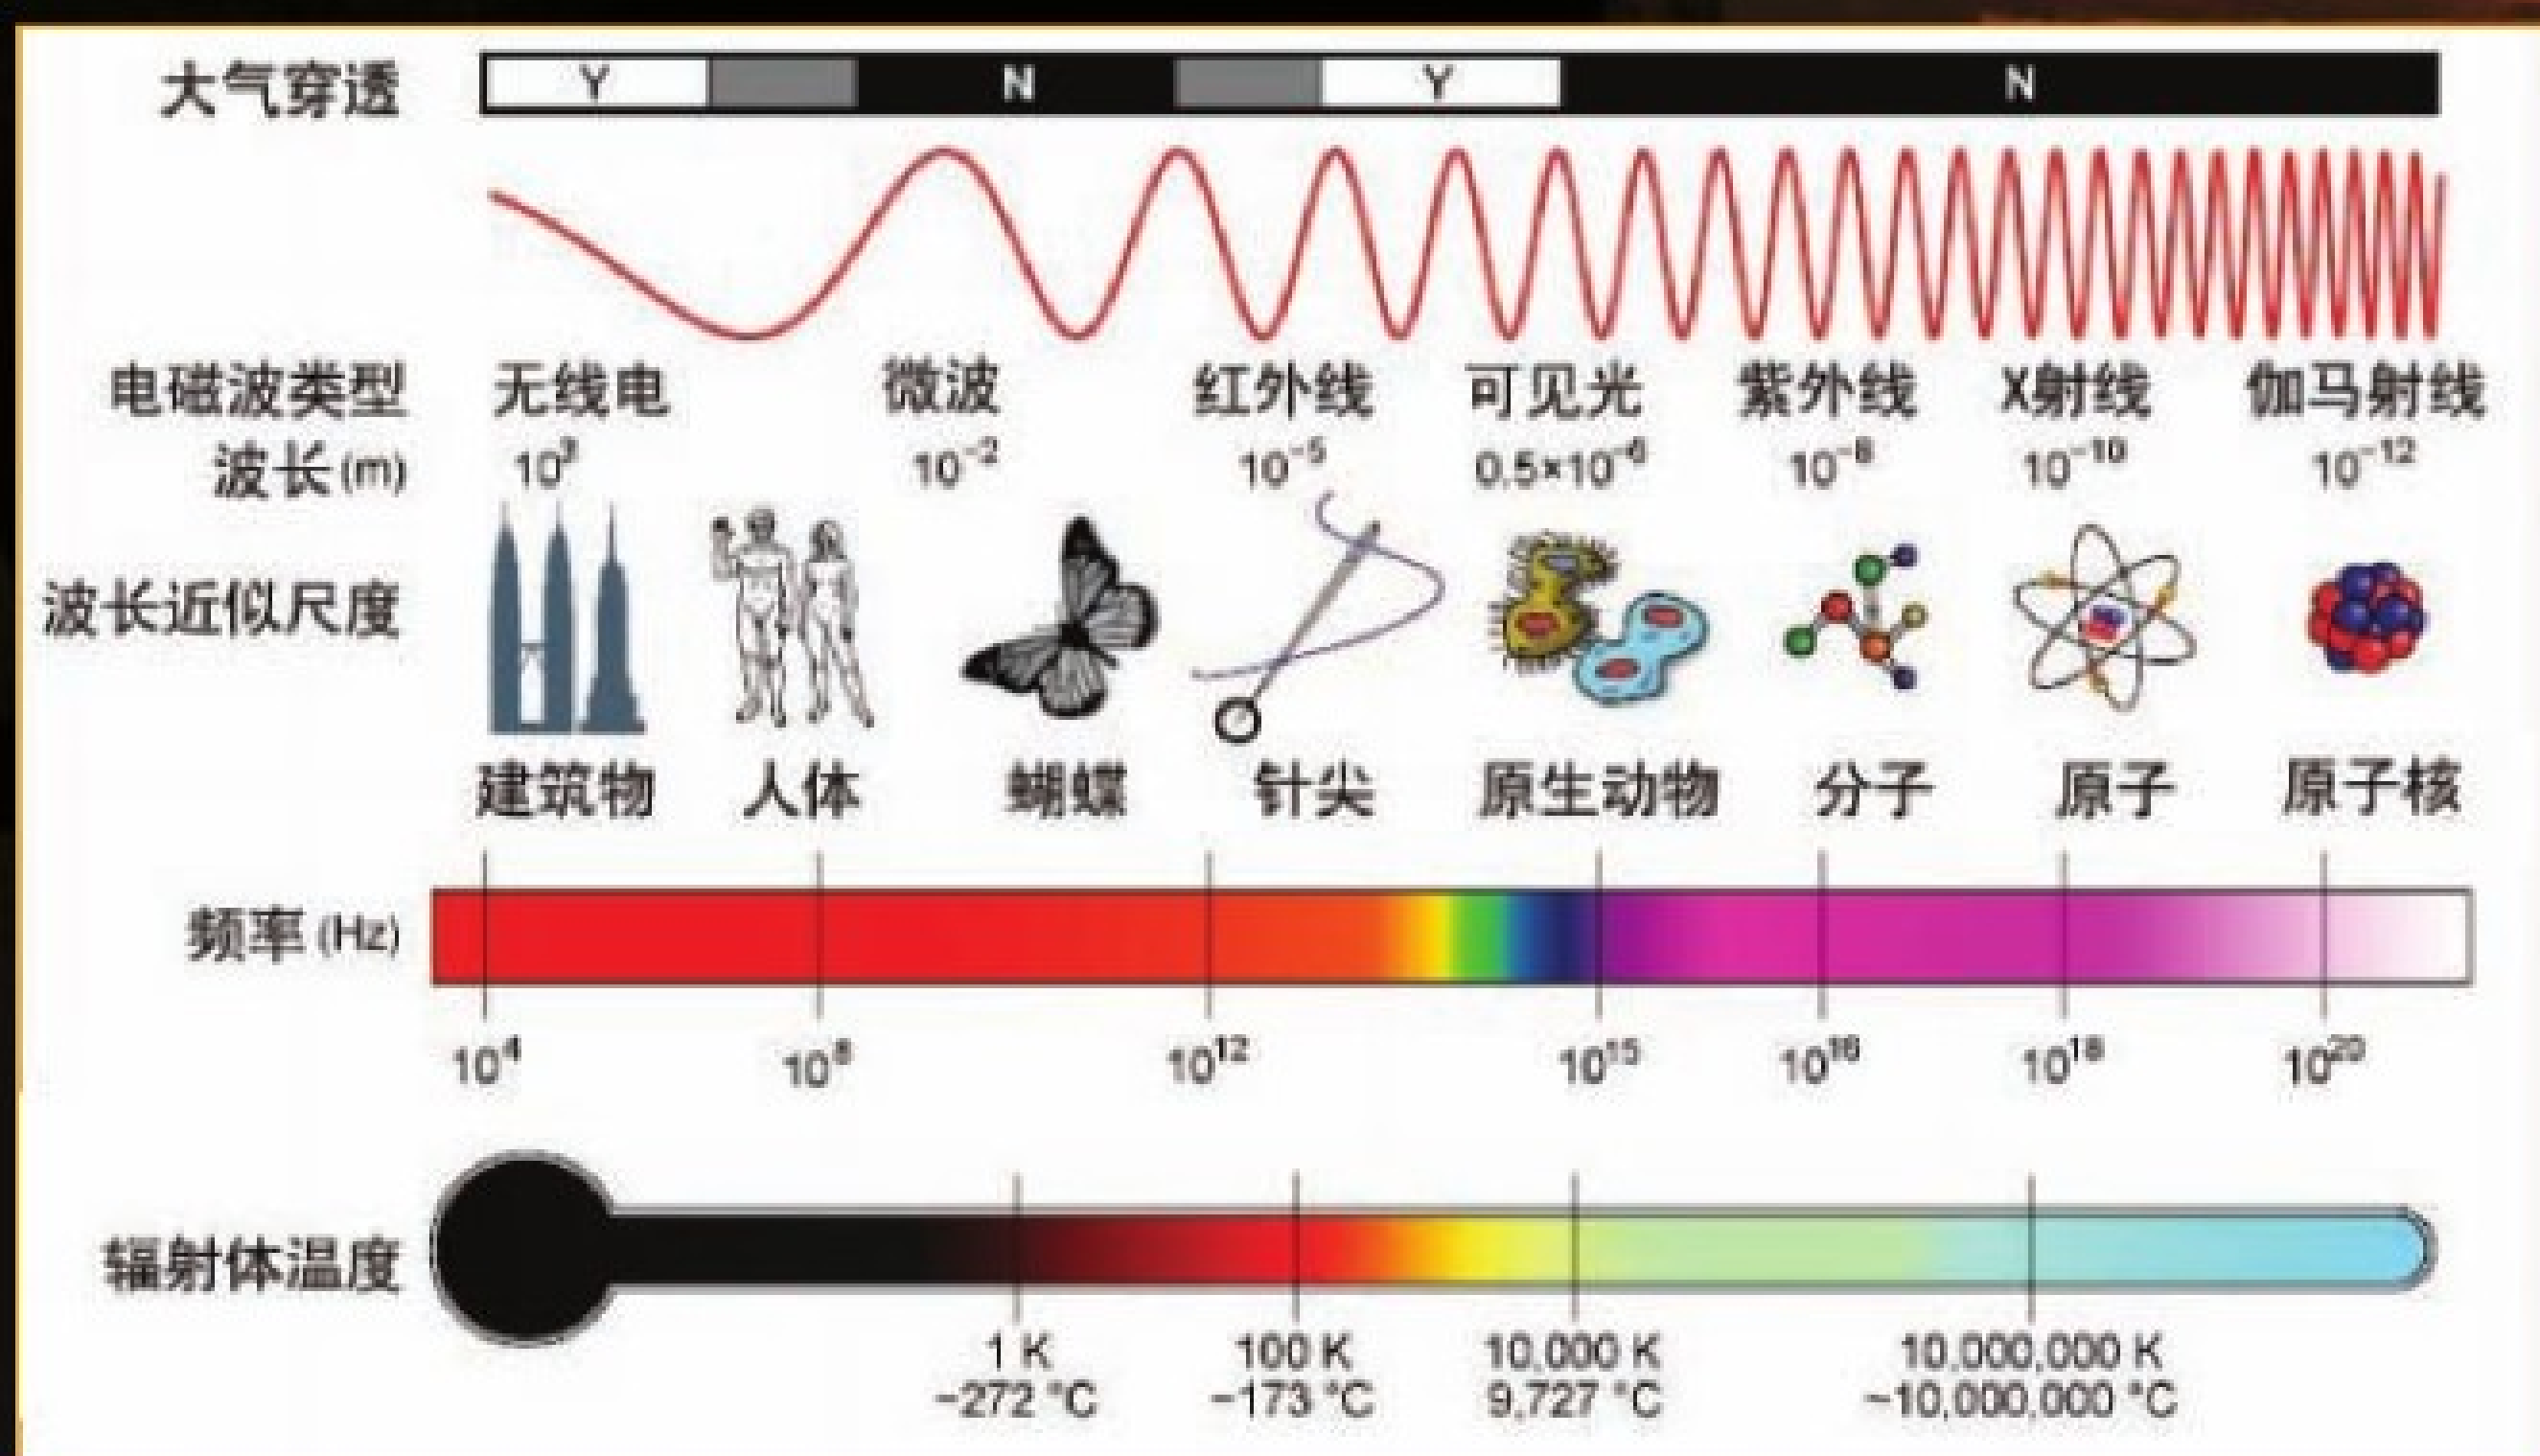 大气穿透 Y N Y N
电磁波类型 无线电 微波 红外线 可见光 紫外线 X射线 伽马射线
波长(m) 10³ 10⁻² 10⁻⁵ 0.5×10⁻⁶ 10⁻⁸ 10⁻¹⁰ 10⁻¹²
波长近似尺度
建筑物 人体 蝴蝶 针尖 原生动物 分子 原子 原子核
频率(Hz)
10⁴ 10⁸ 10¹² 10¹⁵ 10¹⁶ 10¹⁸ 10²⁰
辐射体温度
1 K 100 K 10,000 K 10,000,000 K
−272 °C −173 °C 9,727 °C ~10,000,000 °C